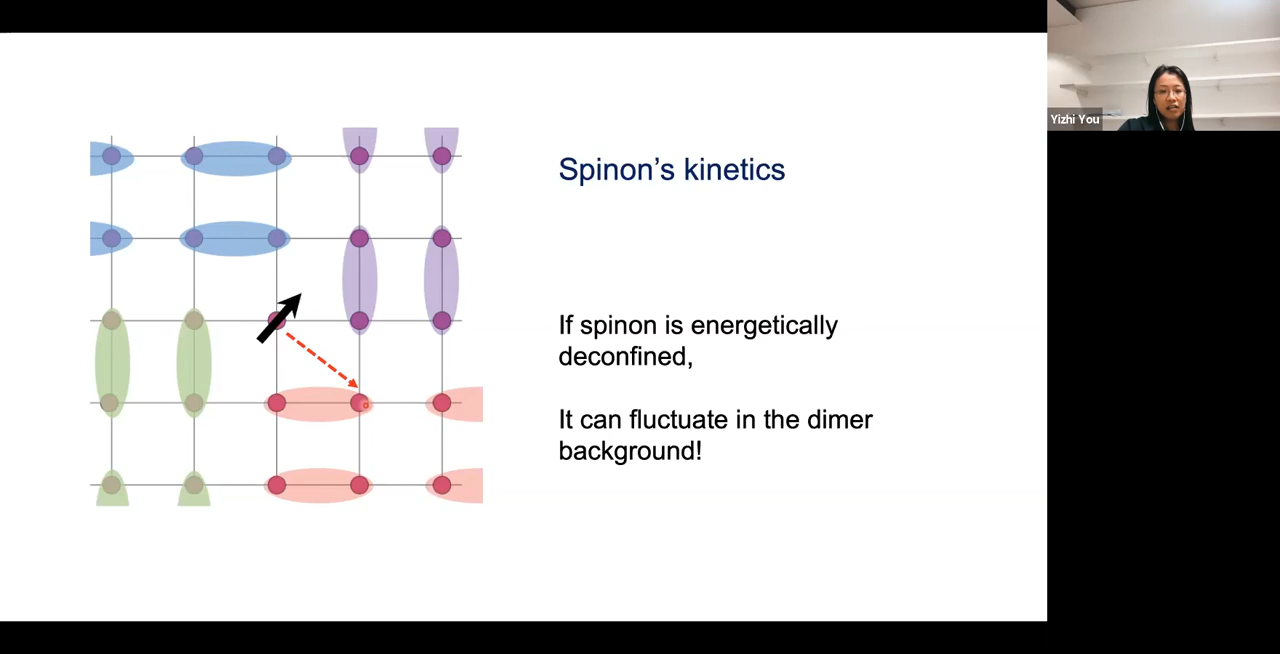 Spinon's kinetics
If spinon is energetically
deconfined,
It can fluctuate in the dimer
background!
Yizhi You